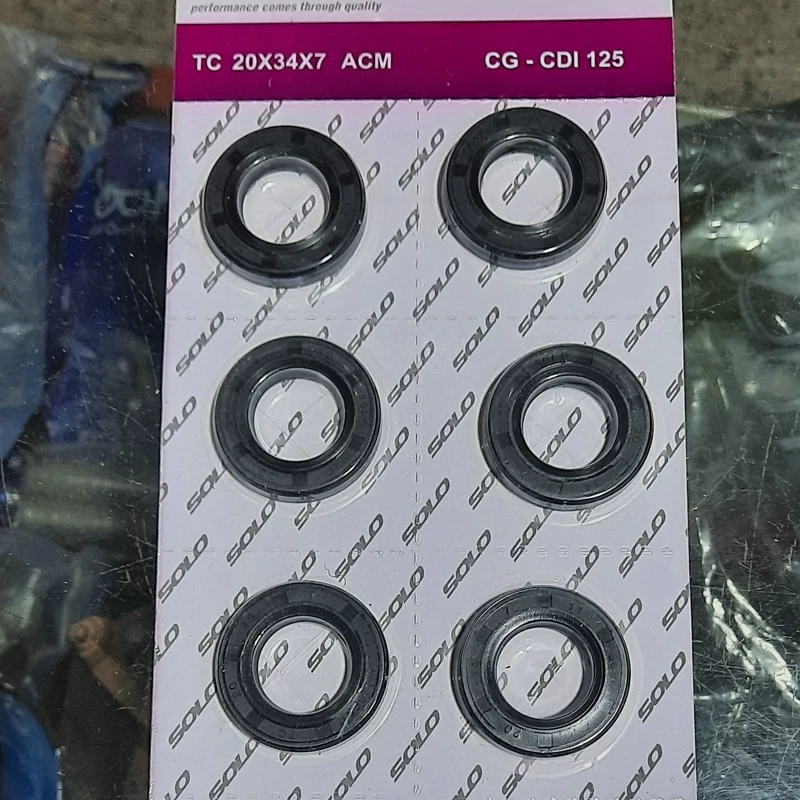 performance comes through quality
TC 20X34X7 ACM
CG - CDI 125
SOLO